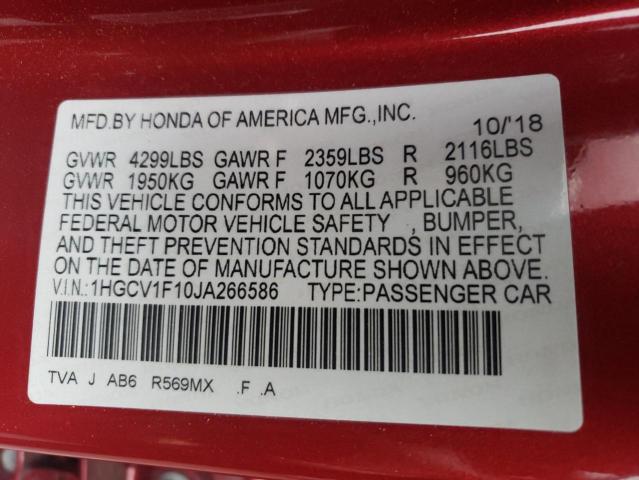 MFD.BY HONDA OF AMERICA MFG.,INC. 10/'18
GVWR 4299LBS GAWR F 2359LBS R 2116LBS
GVWR 1950KG GAWR F 1070KG R 960KG
THIS VEHICLE CONFORMS TO ALL APPLICABLE
FEDERAL MOTOR VEHICLE SAFETY , BUMPER,
AND THEFT PREVENTION STANDARDS IN EFFECT
ON THE DATE OF MANUFACTURE SHOWN ABOVE.
V.I.N.:1HGCV1F10JA266586 TYPE:PASSENGER CAR
TVA J AB6 R569MX .F .A